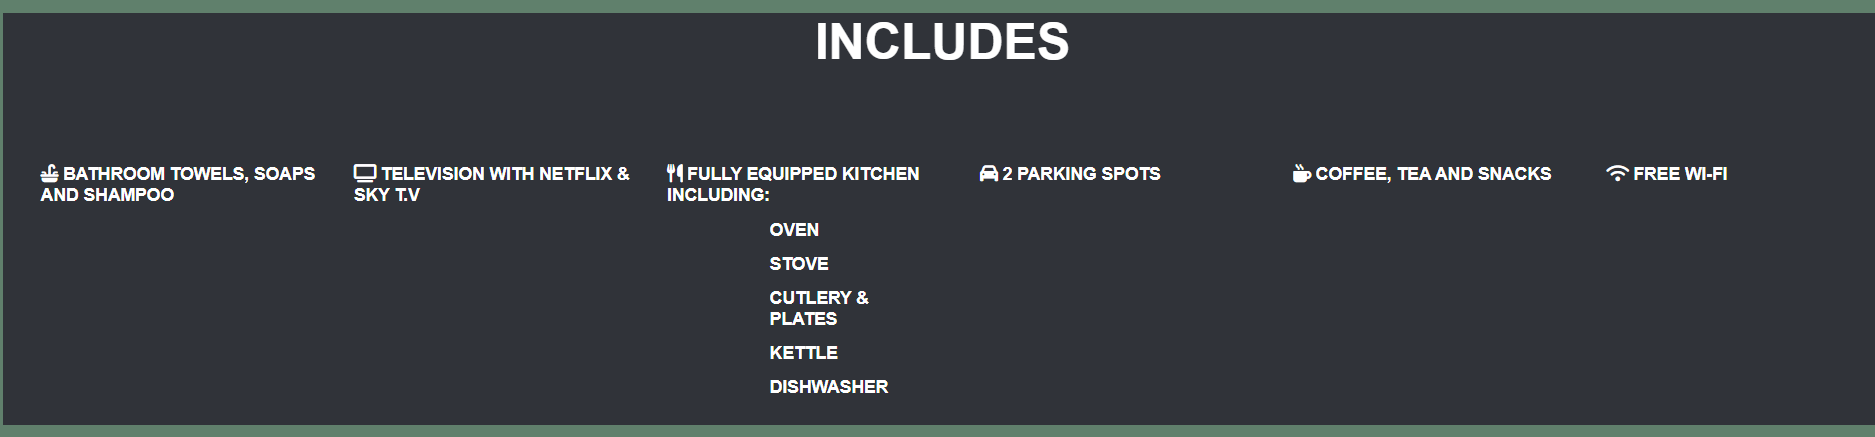 INCLUDES
BATHROOM TOWELS, SOAPS
AND SHAMPOO
TELEVISION WITH NETFLIX &
SKY T.V
FULLY EQUIPPED KITCHEN
INCLUDING:
OVEN
STOVE
CUTLERY &
PLATES
KETTLE
DISHWASHER
2 PARKING SPOTS
COFFEE, TEA AND SNACKS
FREE WI-FI